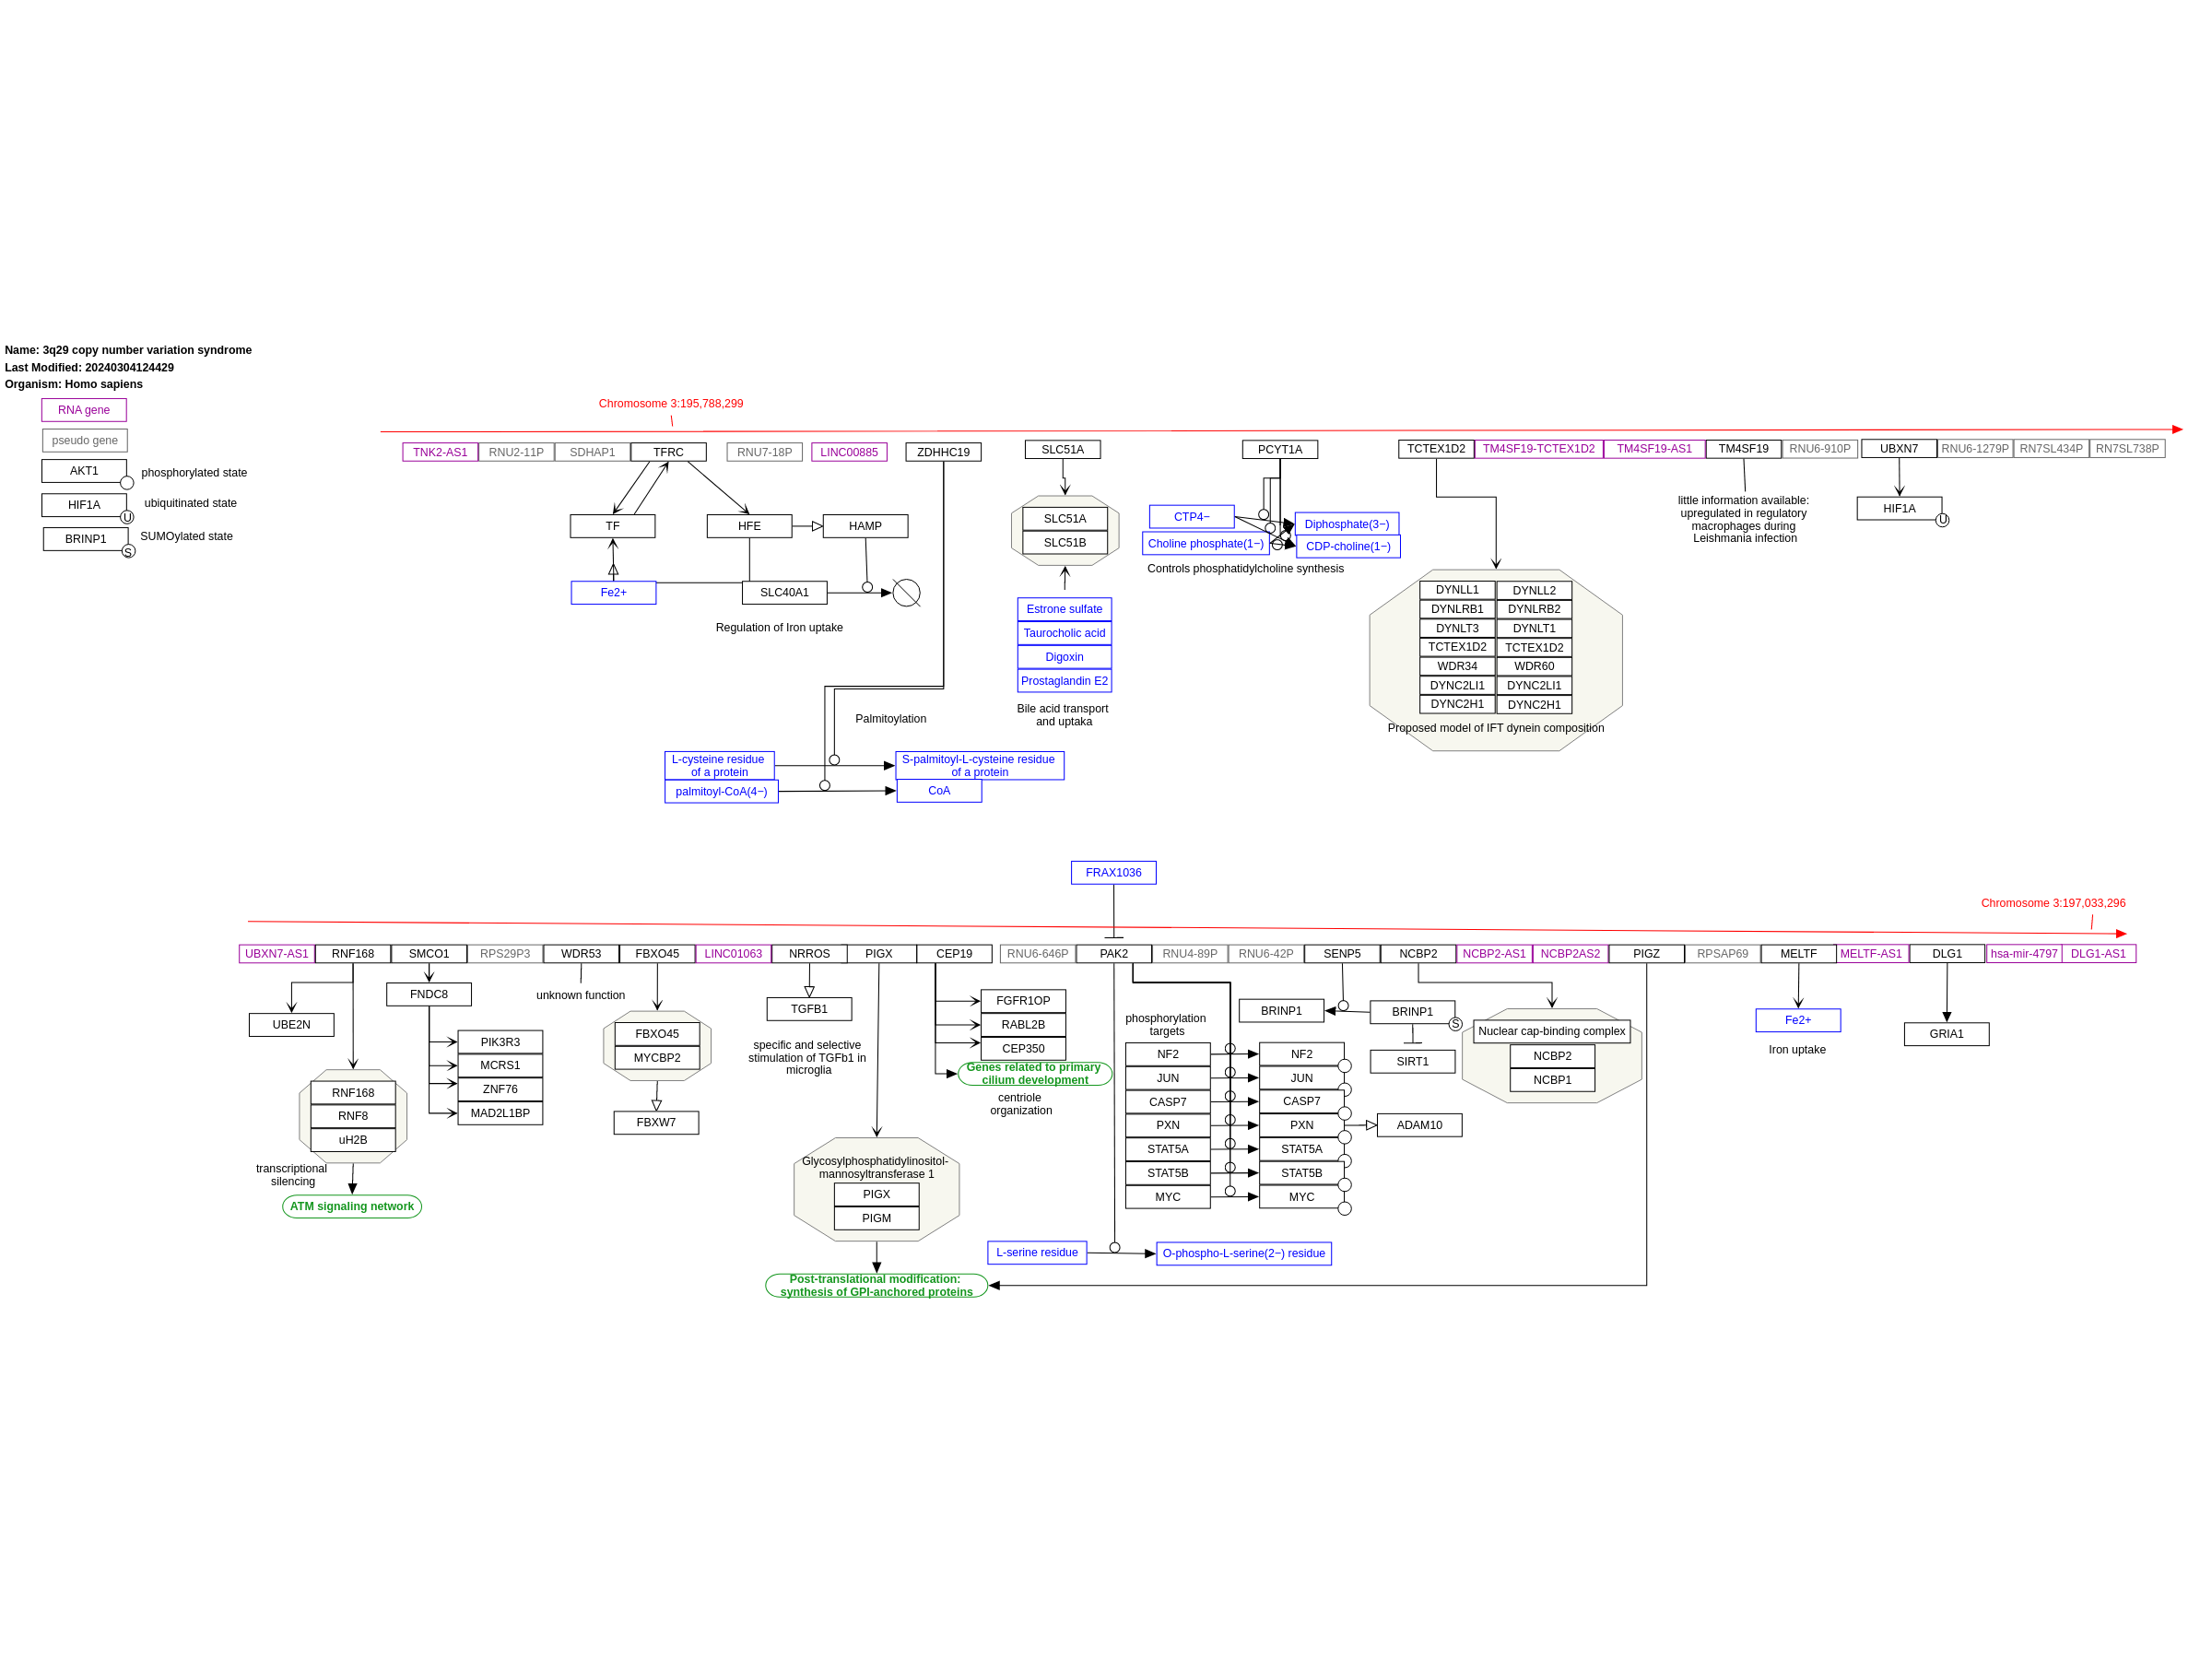 Name: 3q29 copy number variation syndrome
Last Modified: 20240304124429
Organism: Homo sapiens
RNA gene
pseudo gene
AKT1
phosphorylated state
HIF1A
U
ubiquitinated state
BRINP1
S
SUMOylated state
Chromosome 3:195,788,299
TNK2-AS1
RNU2-11P
SDHAP1
TFRC
RNU7-18P
LINC00885
ZDHHC19
SLC51A
PCYT1A
TCTEX1D2
TM4SF19-TCTEX1D2
TM4SF19-AS1
TM4SF19
RNU6-910P
UBXN7
RNU6-1279P
RN7SL434P
RN7SL738P
TF
HFE
HAMP
Fe2+
SLC40A1
Regulation of Iron uptake
SLC51A
SLC51B
Estrone sulfate
Taurocholic acid
Digoxin
Prostaglandin E2
Bile acid transport
and uptaka
CTP4−
Choline phosphate(1−)
Diphosphate(3−)
CDP-choline(1−)
Controls phosphatidylcholine synthesis
little information available:
upregulated in regulatory
macrophages during
Leishmania infection
HIF1A
U
DYNLL1
DYNLL2
DYNLRB1
DYNLRB2
DYNLT3
DYNLT1
TCTEX1D2
TCTEX1D2
WDR34
WDR60
DYNC2LI1
DYNC2LI1
DYNC2H1
DYNC2H1
Proposed model of IFT dynein composition
Palmitoylation
L-cysteine residue
of a protein
palmitoyl-CoA(4−)
S-palmitoyl-L-cysteine residue
of a protein
CoA
FRAX1036
Chromosome 3:197,033,296
UBXN7-AS1
RNF168
SMCO1
RPS29P3
WDR53
FBXO45
LINC01063
NRROS
PIGX
CEP19
RNU6-646P
PAK2
RNU4-89P
RNU6-42P
SENP5
NCBP2
NCBP2-AS1
NCBP2AS2
PIGZ
RPSAP69
MELTF
MELTF-AS1
DLG1
hsa-mir-4797
DLG1-AS1
UBE2N
RNF168
RNF8
uH2B
transcriptional
silencing
ATM signaling network
FNDC8
PIK3R3
MCRS1
ZNF76
MAD2L1BP
unknown function
FBXO45
MYCBP2
FBXW7
TGFB1
specific and selective
stimulation of TGFb1 in
microglia
Glycosylphosphatidylinositol-
mannosyltransferase 1
PIGX
PIGM
Post-translational modification:
synthesis of GPI-anchored proteins
FGFR1OP
RABL2B
CEP350
Genes related to primary
cilium development
centriole
organization
phosphorylation
targets
NF2
JUN
CASP7
PXN
STAT5A
STAT5B
MYC
NF2
JUN
CASP7
PXN
STAT5A
STAT5B
MYC
ADAM10
L-serine residue
O-phospho-L-serine(2−) residue
BRINP1
BRINP1
S
SIRT1
Nuclear cap-binding complex
NCBP2
NCBP1
Fe2+
Iron uptake
GRIA1